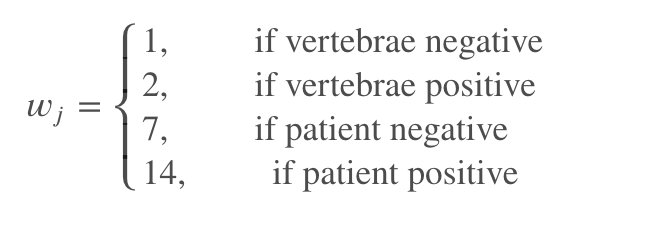 1, if vertebrae negative
2, if vertebrae positive
w_j = {
7, if patient negative
14, if patient positive